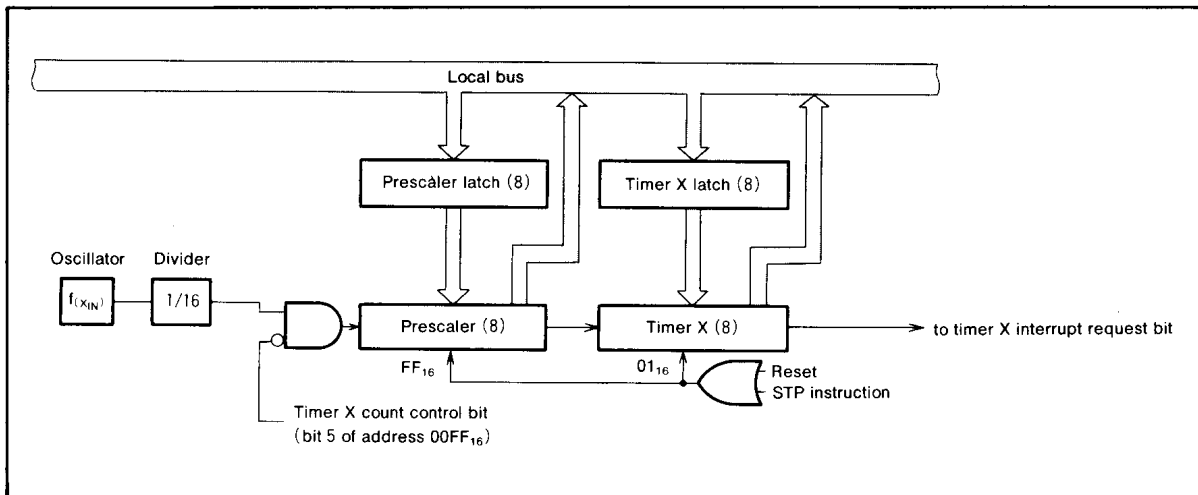 Local bus
Prescaler latch (8)
Timer X latch (8)
Oscillator
Divider
f(XIN)
1/16
Prescaler (8)
Timer X (8)
to timer X interrupt request bit
FF16
0116
Reset
STP instruction
Timer X count control bit
(bit 5 of address 00FF16)